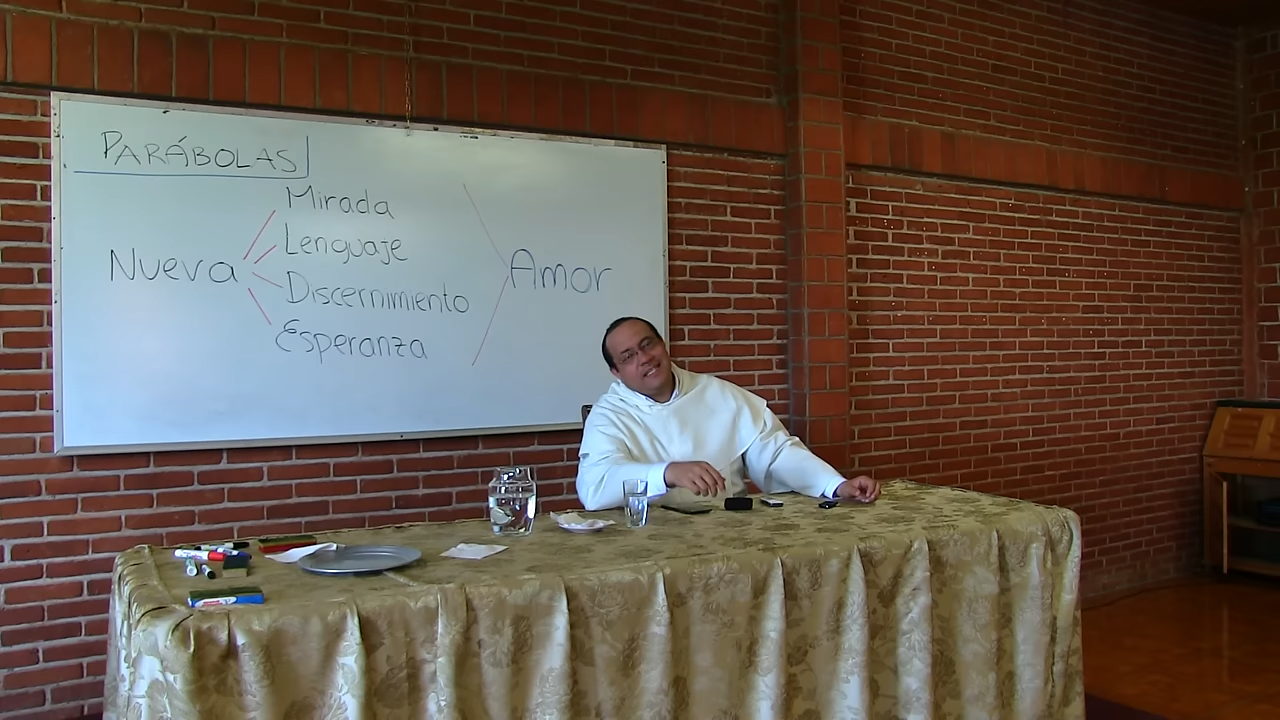 PARÁBOLAS
Nueva
Mirada
Lenguaje
Discernimiento
Esperanza
Amor